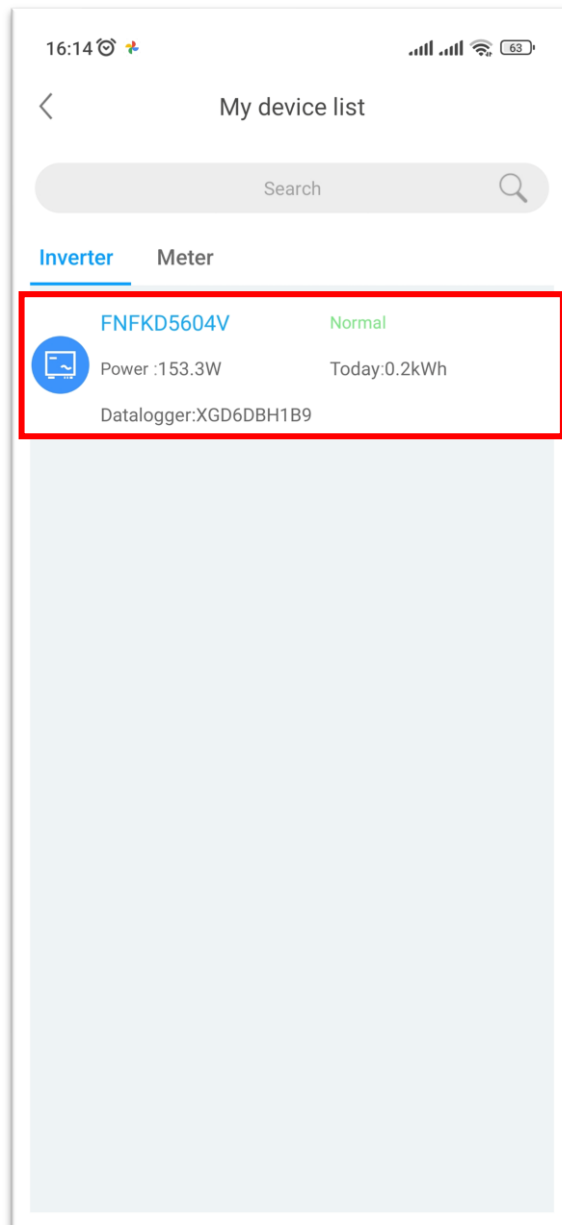 16:14
63
My device list
Search
Inverter Meter
FNFKD5604V Normal
Power :153.3W Today:0.2kWh
Datalogger:XGD6DBH1B9